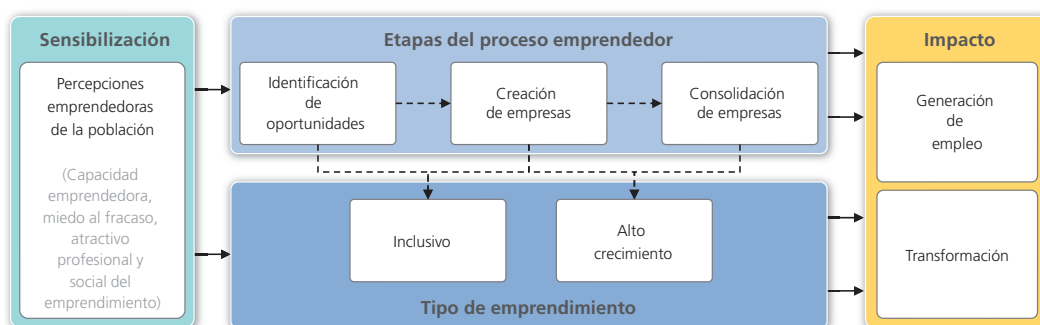 Sensibilización
Percepciones
emprendedoras
de la población
(Capacidad
emprendedora,
miedo al fracaso,
atractivo
profesional y
social del
emprendimiento)
Etapas del proceso emprendedor
Identificación
de
oportunidades
Creación
de empresas
Consolidación
de empresas
Inclusivo
Alto
crecimiento
Tipo de emprendimiento
Impacto
Generación
de
empleo
Transformación